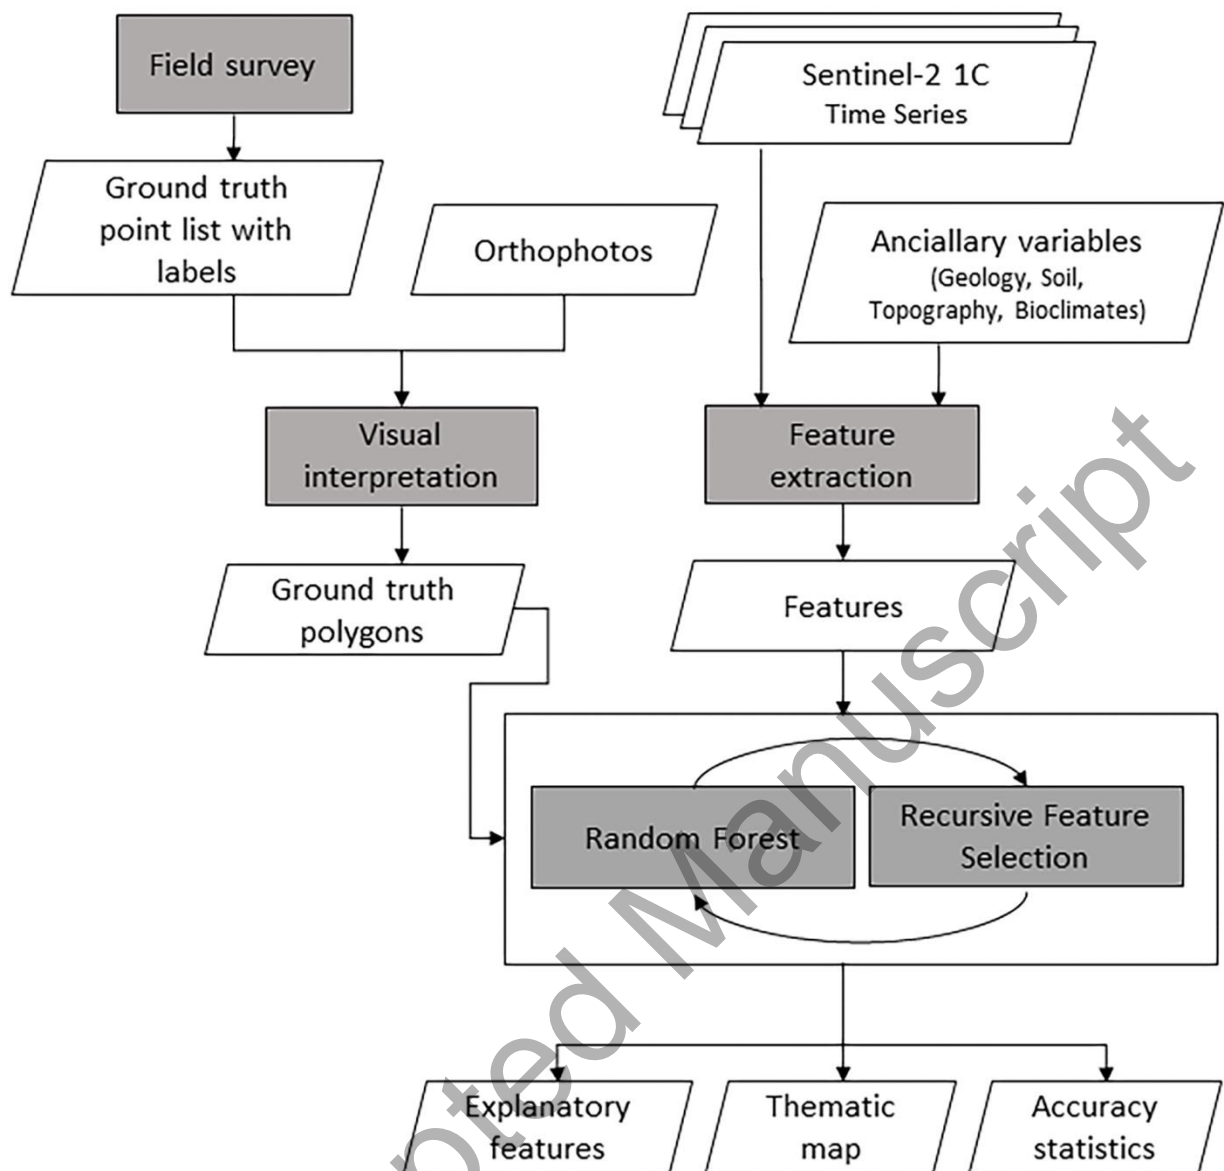 Field survey
Sentinel-2 1C
Time Series
Ground truth
point list with
labels
Orthophotos
Anciallary variables
(Geology, Soil,
Topography, Bioclimates)
Visual
interpretation
Feature
extraction
Ground truth
polygons
Features
Random Forest
Recursive Feature
Selection
Explanatory
features
Thematic
map
Accuracy
statistics
pted Manuscript